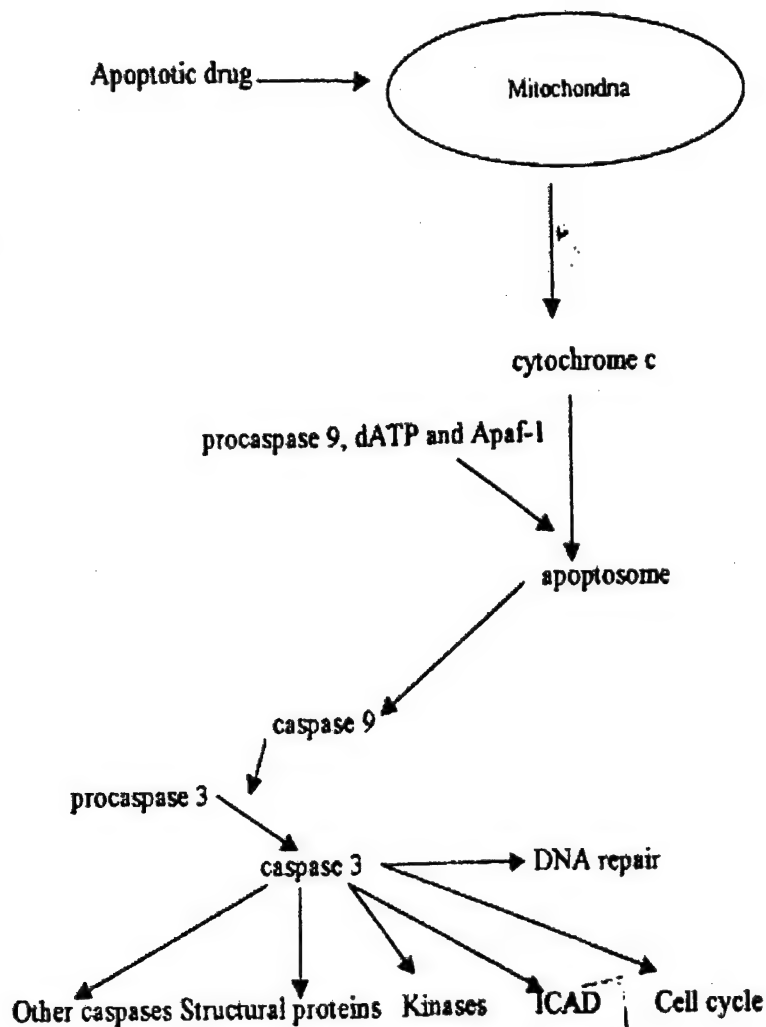 Apoptotic drug
Mitochondna
cytochrome c
procaspase 9, dATP and Apaf-1
apoptosome
caspase 9
procaspase 3
caspase 3
DNA repair
Other caspases Structural proteins Kinases ICAD Cell cycle